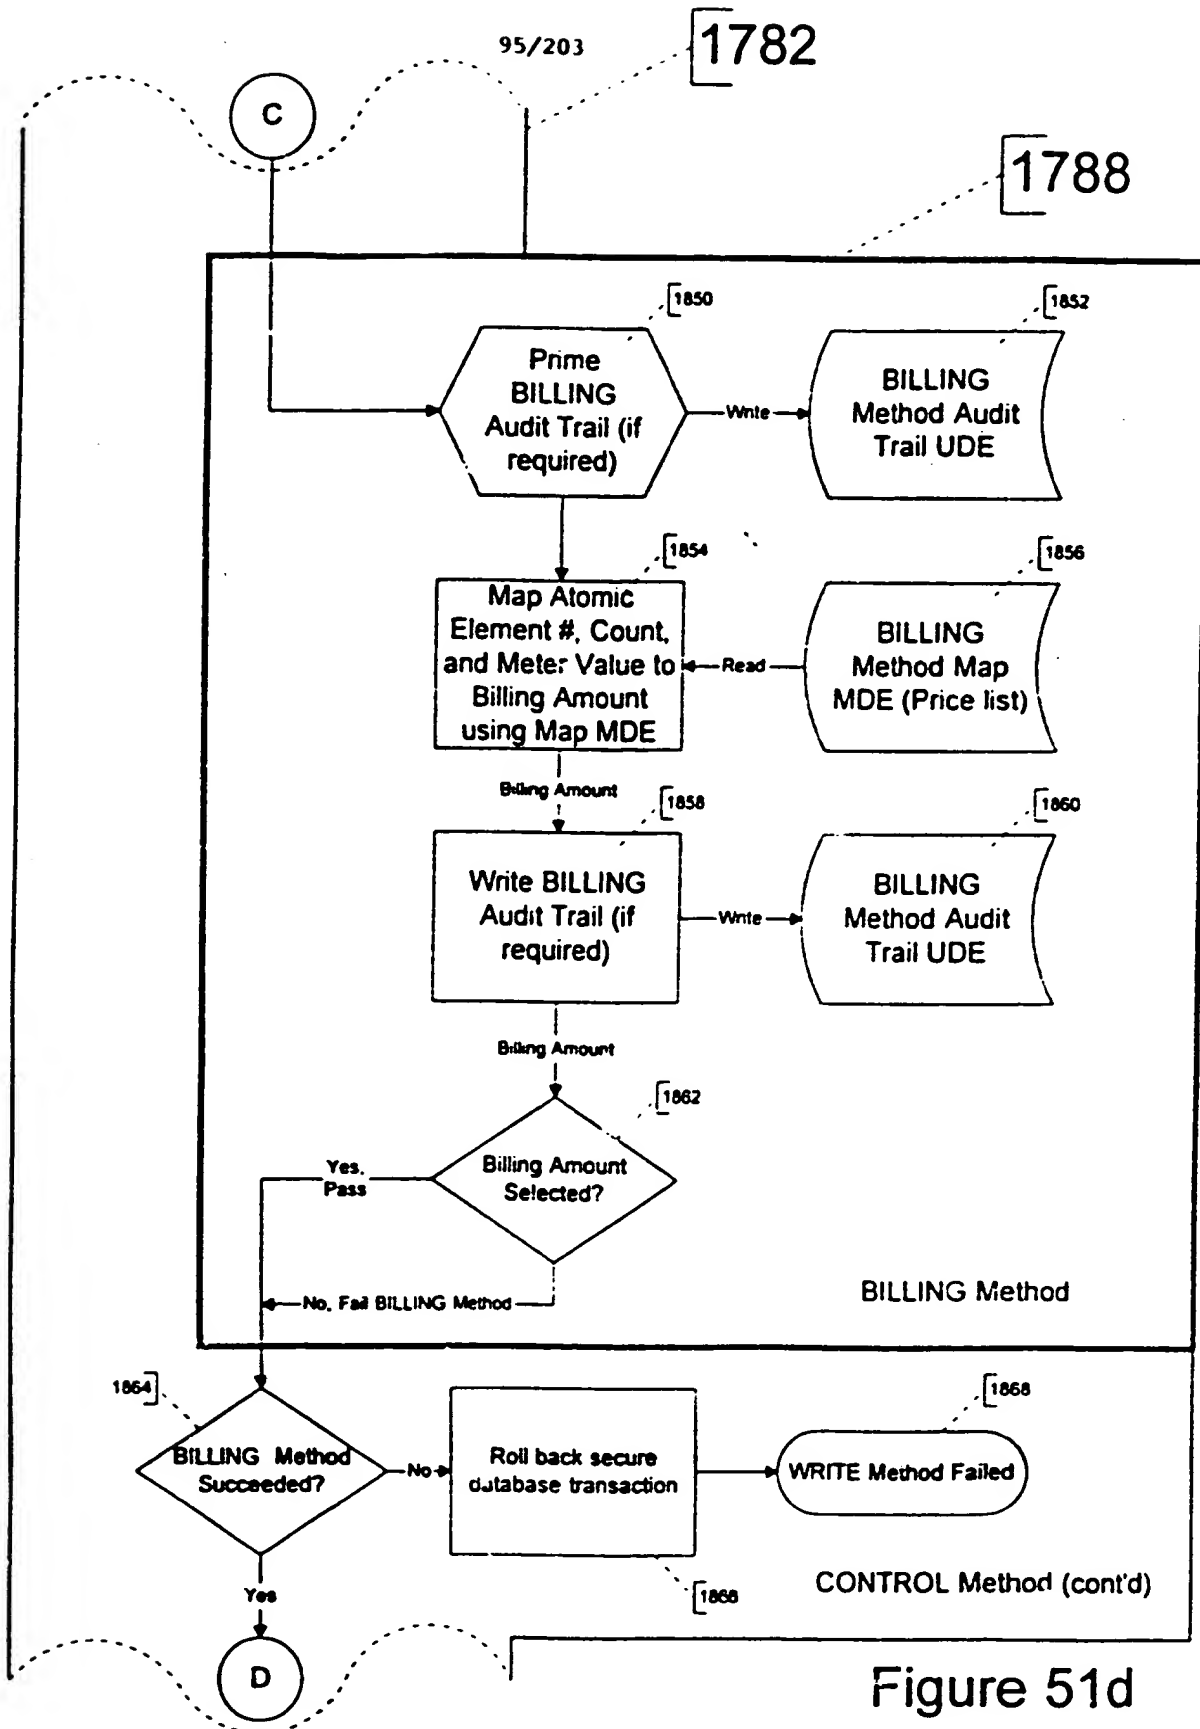 95/203
1782
C
1788
1850
1852
Prime
BILLING
Audit Trail (if
required)
Write
BILLING
Method Audit
Trail UDE
1854
1856
Map Atomic
Element #, Count,
and Meter Value to
Billing Amount
using Map MDE
Read
BILLING
Method Map
MDE (Price list)
Billing Amount
1858
1860
Write BILLING
Audit Trail (if
required)
Write
BILLING
Method Audit
Trail UDE
Billing Amount
1862
Billing Amount
Selected?
Yes,
Pass
No, Fail BILLING Method
BILLING Method
1864
1868
BILLING Method
Succeeded?
No
Roll back secure
database transaction
WRITE Method Failed
1866
CONTROL Method (cont'd)
Yes
D
Figure 51d